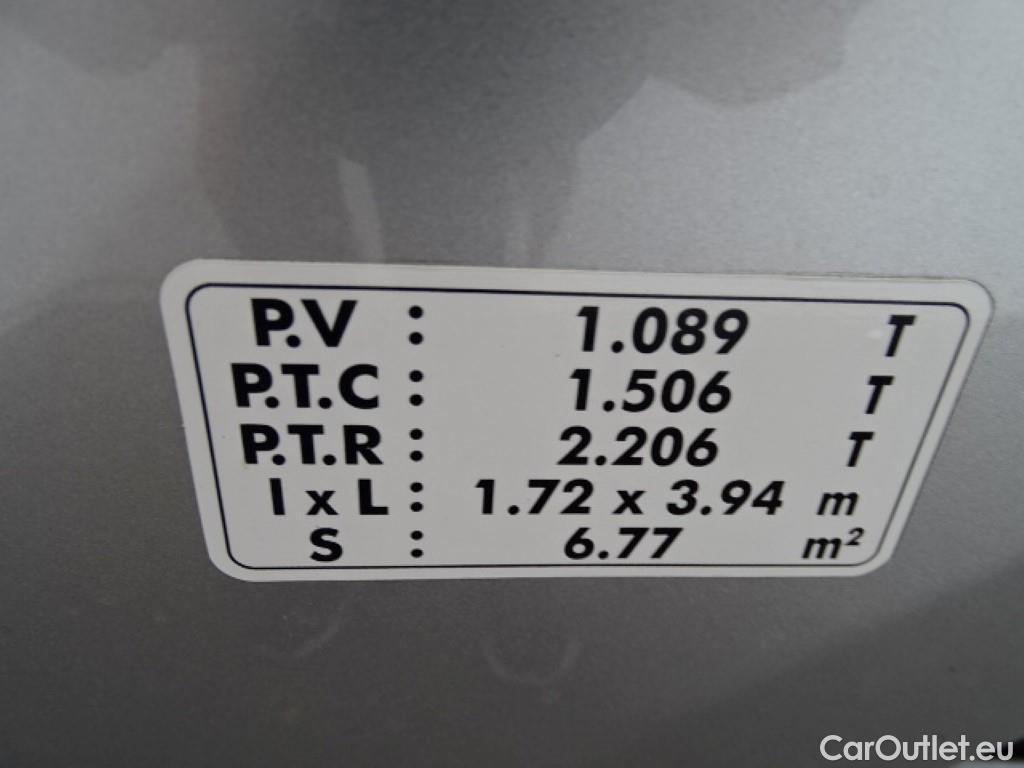 P.V : 1.089 T
P.T.C : 1.506 T
P.T.R : 2.206 T
l x L : 1.72 x 3.94 m
S : 6.77 m²
CarOutlet.eu